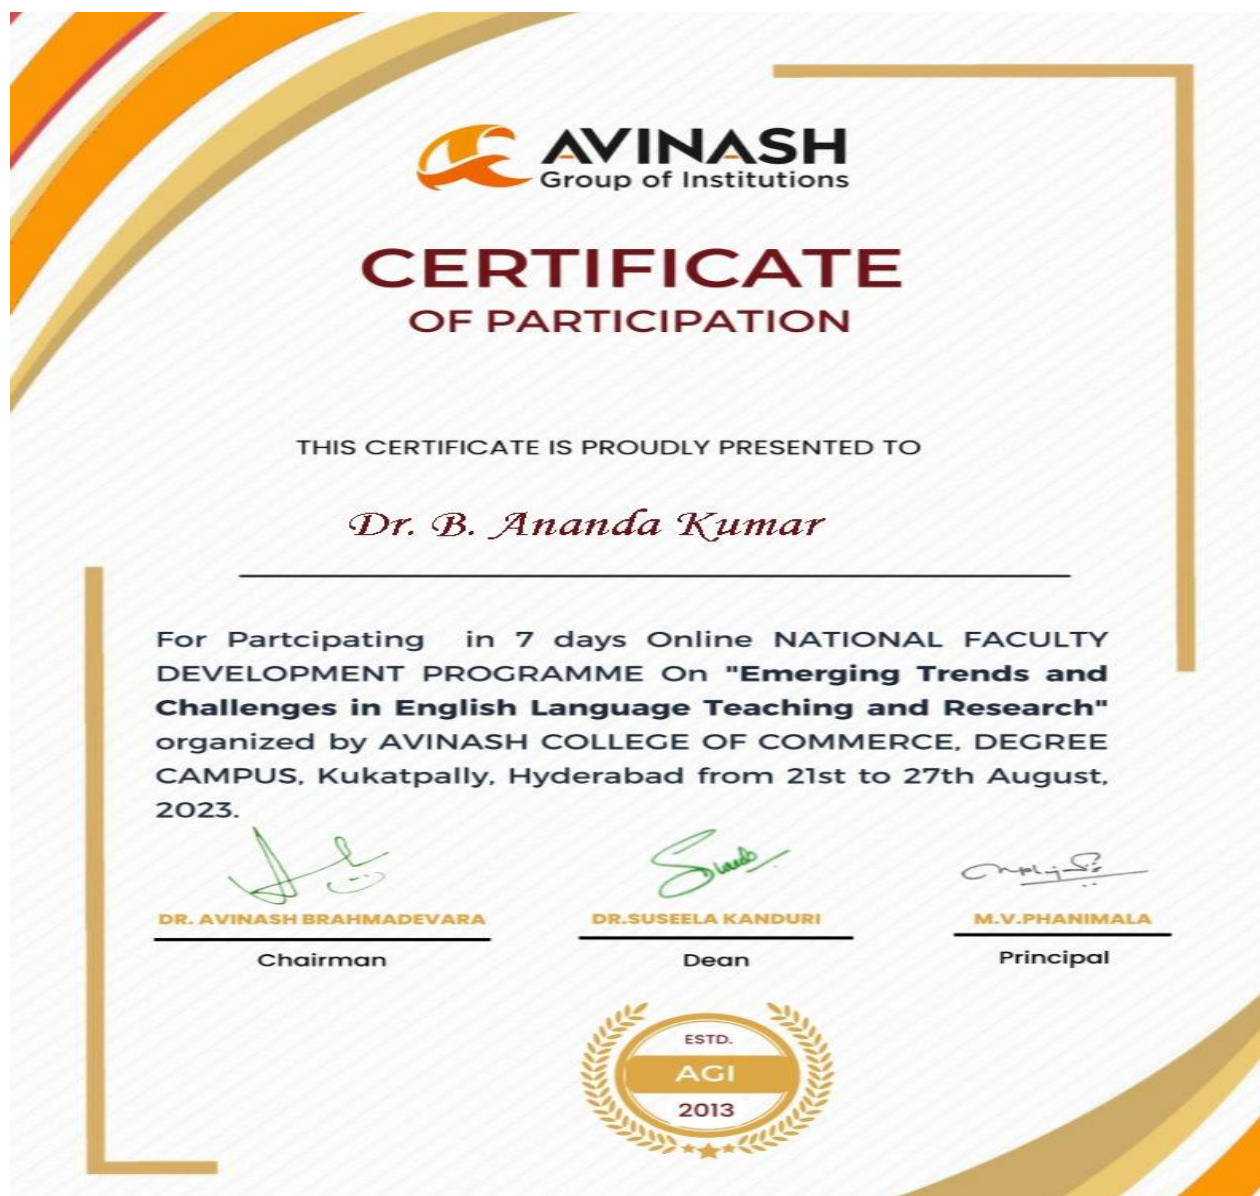 AVINASH
Group of Institutions
CERTIFICATE
OF PARTICIPATION
THIS CERTIFICATE IS PROUDLY PRESENTED TO
Dr. B. Ananda Kumar
For Partcipating in 7 days Online NATIONAL FACULTY
DEVELOPMENT PROGRAMME On "Emerging Trends and
Challenges in English Language Teaching and Research"
organized by AVINASH COLLEGE OF COMMERCE, DEGREE
CAMPUS, Kukatpally, Hyderabad from 21st to 27th August,
2023.
DR. AVINASH BRAHMADEVARA
Chairman
DR.SUSEELA KANDURI
Dean
M.V.PHANIMALA
Principal
ESTD.
AGI
2013